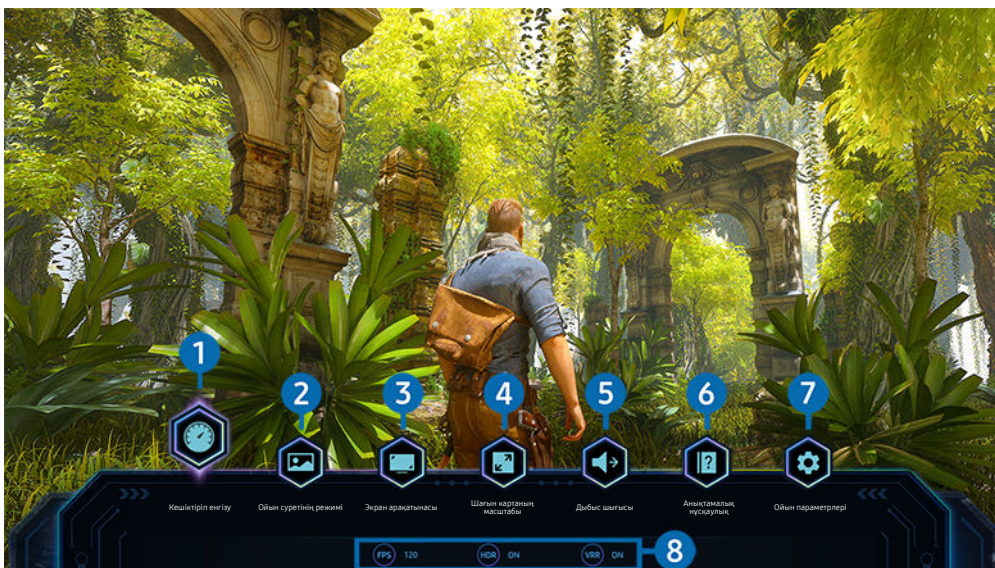 1
2
3
4
5
6
7
Кешіктіріп енгізу
Ойын суретінің режимі
Экран арақатынасы
Шағын картаның
масштабы
Дыбыс шығысы
Анықтамалық
нұсқаулық
Ойын параметрлері
FPS 120 HDR ON VRR ON 8